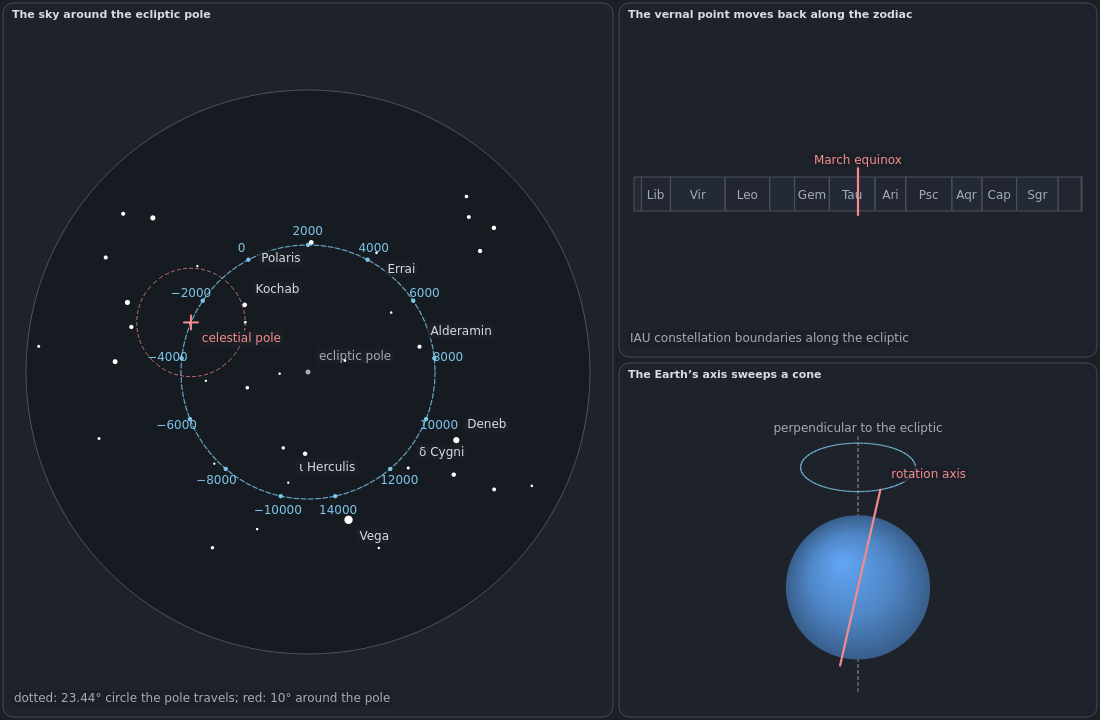 The sky around the ecliptic pole
2000
0
4000
Polaris
Errai
Kochab
−2000
6000
Alderamin
celestial pole
ecliptic pole
−4000
8000
−6000
10000
Deneb
δ Cygni
ι Herculis
−8000
12000
−10000
14000
Vega
dotted: 23.44° circle the pole travels; red: 10° around the pole
The vernal point moves back along the zodiac
March equinox
Lib Vir Leo Gem Tau Ari Psc Aqr Cap Sgr
IAU constellation boundaries along the ecliptic
The Earth’s axis sweeps a cone
perpendicular to the ecliptic
rotation axis